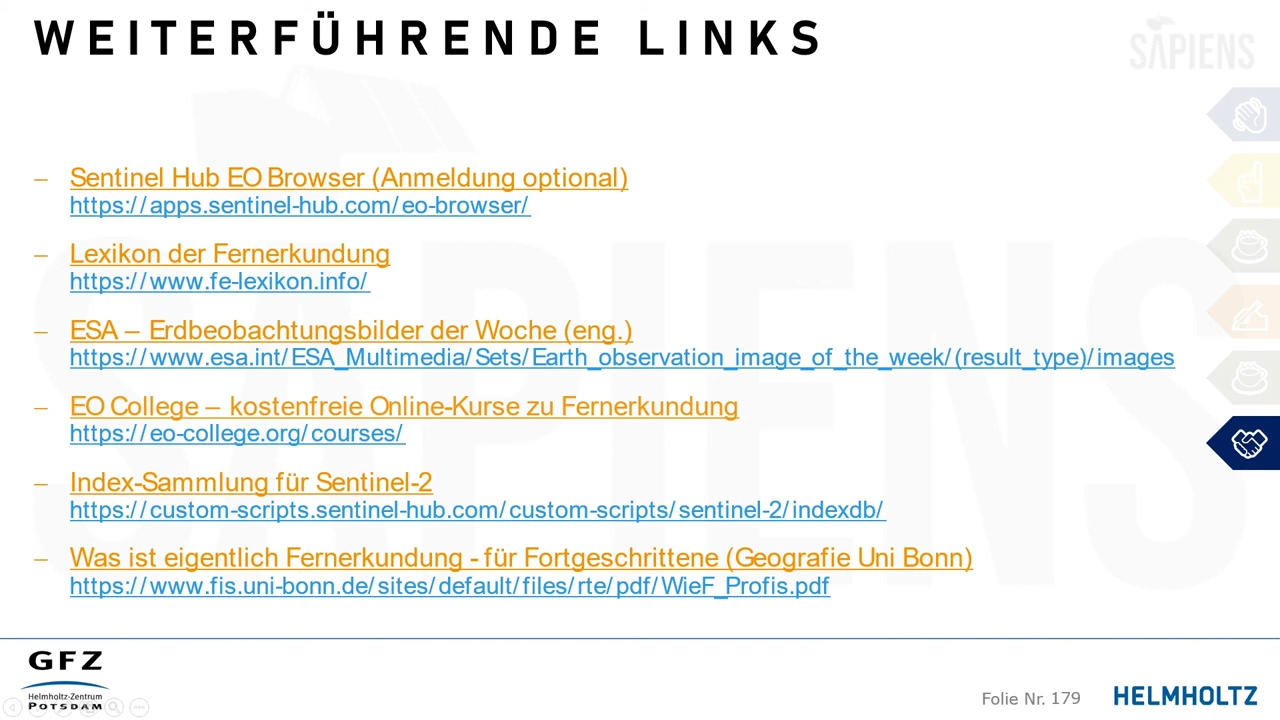 WEITERFÜHRENDE LINKS
SAPIENS
– Sentinel Hub EO Browser (Anmeldung optional)
https://apps.sentinel-hub.com/eo-browser/
– Lexikon der Fernerkundung
https://www.fe-lexikon.info/
– ESA – Erdbeobachtungsbilder der Woche (eng.)
https://www.esa.int/ESA_Multimedia/Sets/Earth_observation_image_of_the_week/(result_type)/images
– EO College – kostenfreie Online-Kurse zu Fernerkundung
https://eo-college.org/courses/
– Index-Sammlung für Sentinel-2
https://custom-scripts.sentinel-hub.com/custom-scripts/sentinel-2/indexdb/
– Was ist eigentlich Fernerkundung - für Fortgeschrittene (Geografie Uni Bonn)
https://www.fis.uni-bonn.de/sites/default/files/rte/pdf/WieF_Profis.pdf
SAPIENS
GFZ
Helmholtz-Zentrum
POTSDAM
Folie Nr. 179
HELMHOLTZ